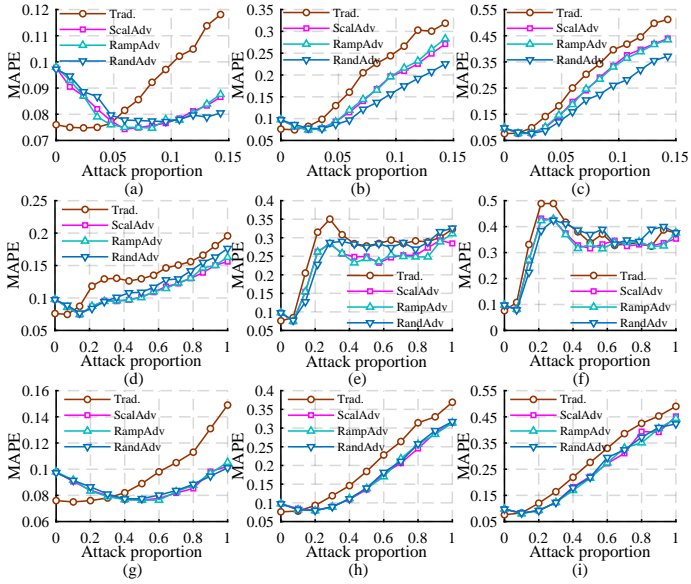 MAPE
0.12
0.11
0.10
0.09
0.08
0.07
0
0.05
0.10
0.15
Trad.
ScalAdv
RampAdv
RandAdv
Attack proportion
(a)
MAPE
0.35
0.3
0.25
0.2
0.15
0.1
0.05
0
0.05
0.10
0.15
Trad.
ScalAdv
RampAdv
RandAdv
Attack proportion
(b)
MAPE
0.55
0.45
0.35
0.25
0.15
0.05
0
0.05
0.10
0.15
Trad.
ScalAdv
RampAdv
RandAdv
Attack proportion
(c)
MAPE
0.25
0.2
0.15
0.1
0.05
0
0.2
0.4
0.6
0.8
1
Trad.
ScalAdv
RampAdv
RandAdv
Attack proportion
(d)
MAPE
0.4
0.35
0.3
0.25
0.2
0.15
0.1
0.05
0
0.2
0.4
0.6
0.8
1
Trad.
ScalAdv
RampAdv
RandAdv
Attack proportion
(e)
MAPE
0.5
0.4
0.3
0.2
0.1
0
0
0.2
0.4
0.6
0.8
1
Trad.
ScalAdv
RampAdv
RandAdv
Attack proportion
(f)
MAPE
0.16
0.14
0.12
0.1
0.08
0.06
0
0.2
0.4
0.6
0.8
1
Trad.
ScalAdv
RampAdv
RandAdv
Attack proportion
(g)
MAPE
0.4
0.35
0.3
0.25
0.2
0.15
0.1
0.05
0
0.2
0.4
0.6
0.8
1
Trad.
ScalAdv
RampAdv
RandAdv
Attack proportion
(h)
MAPE
0.55
0.45
0.35
0.25
0.15
0.05
0
0.2
0.4
0.6
0.8
1
Trad.
ScalAdv
RampAdv
RandAdv
Attack proportion
(i)